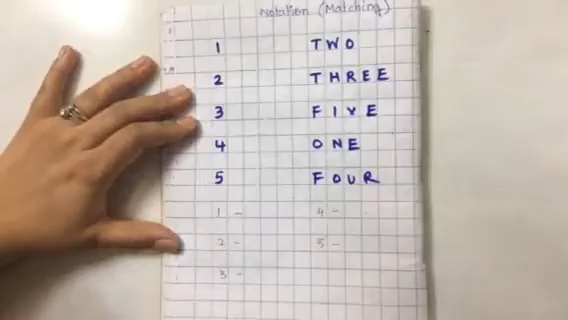 Notation (Matching)
1 TWO
2 THREE
3 FIVE
4 ONE
5 FOUR
1 - 4 -
2 - 5 -
3 -